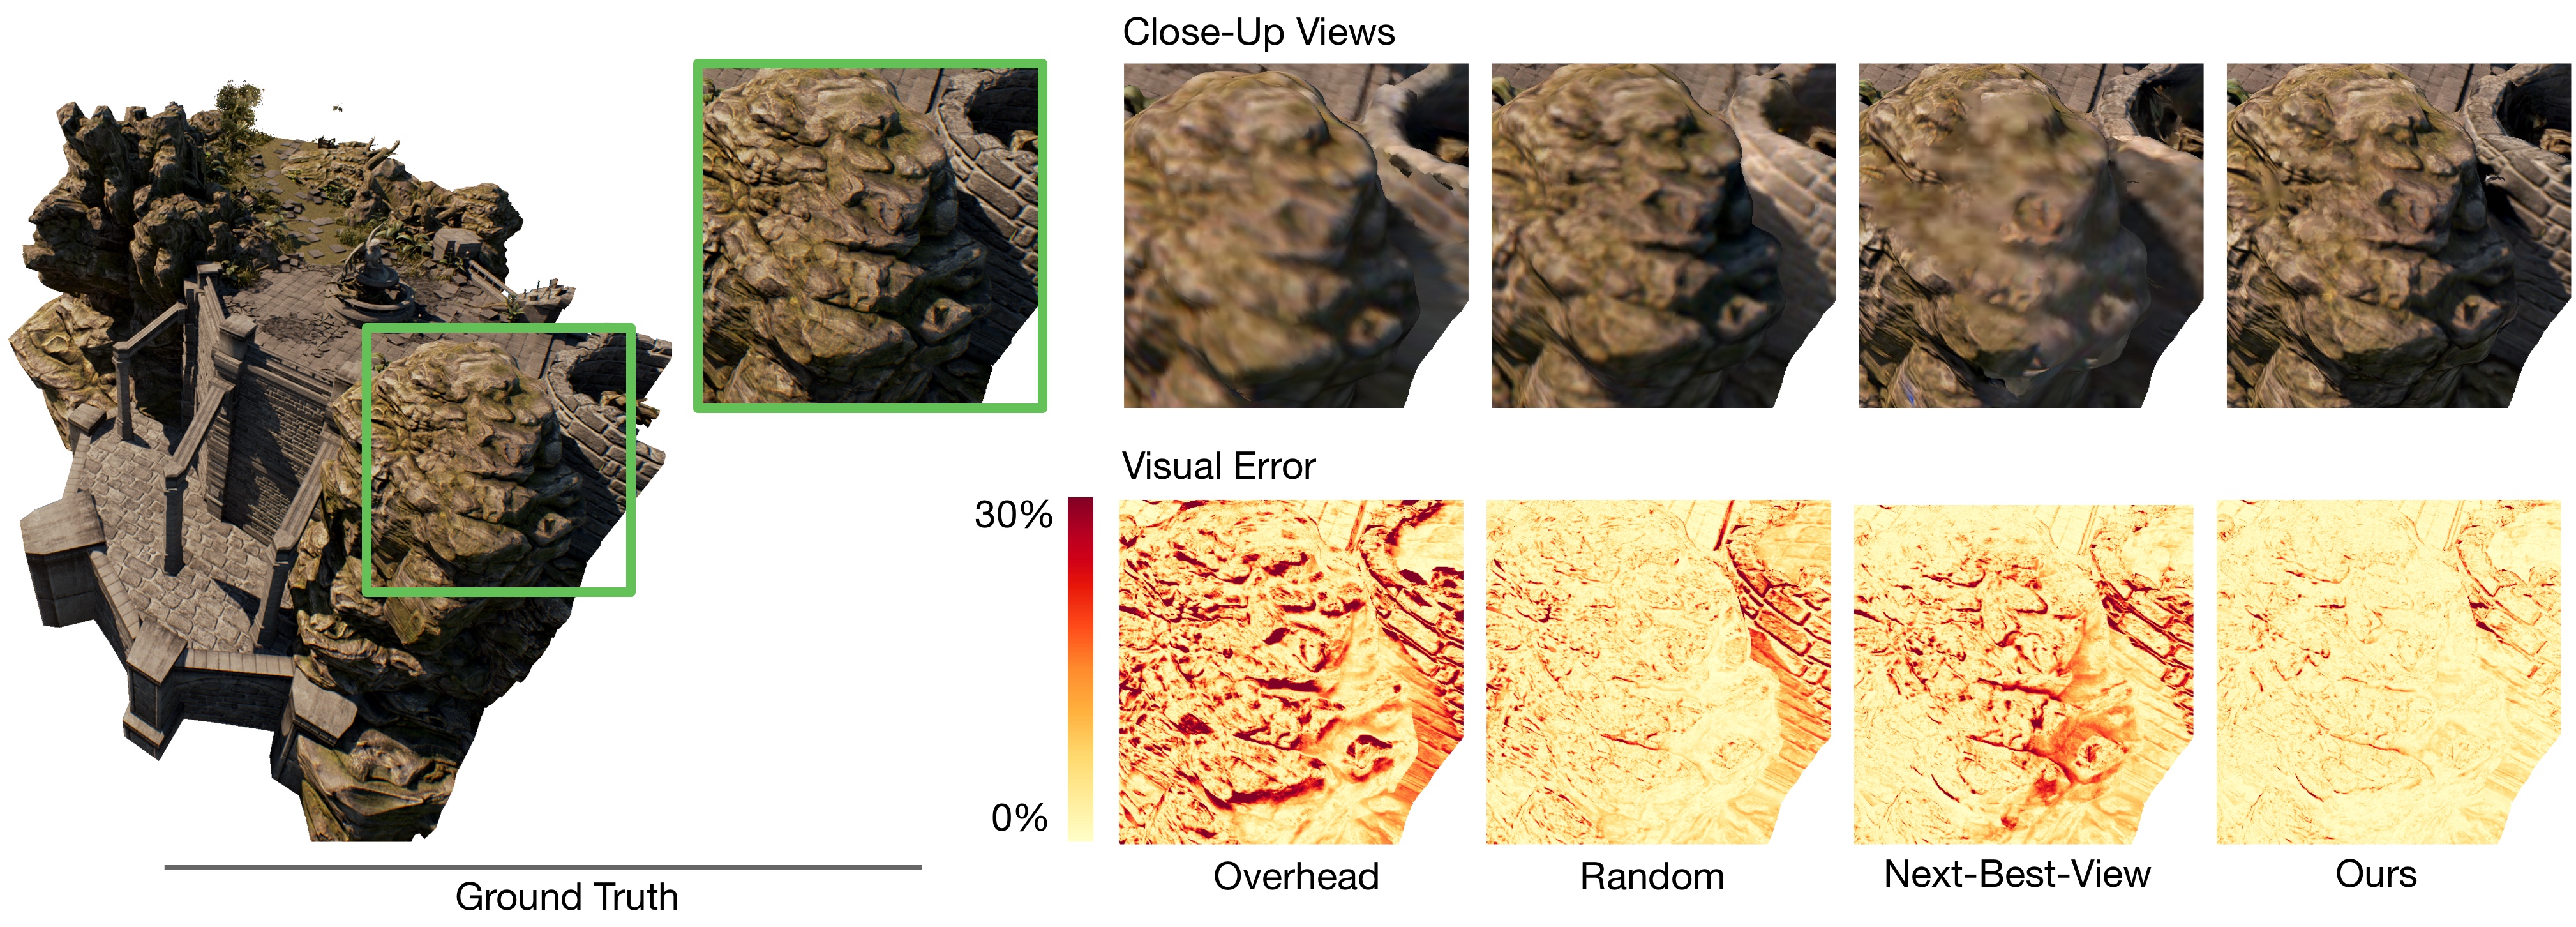 Close-Up Views
Visual Error
30%
0%
Ground Truth
Overhead
Random
Next-Best-View
Ours